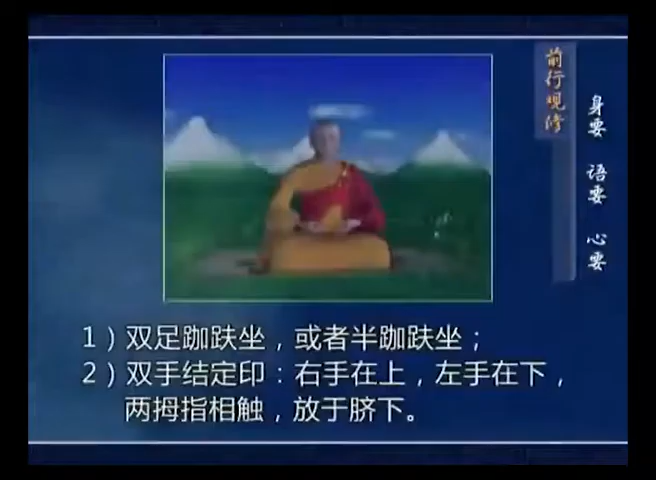 前行观修
身要 语要 心要
1）双足跏趺坐，或者半跏趺坐；
2）双手结定印：右手在上，左手在下，
两拇指相触，放于脐下。